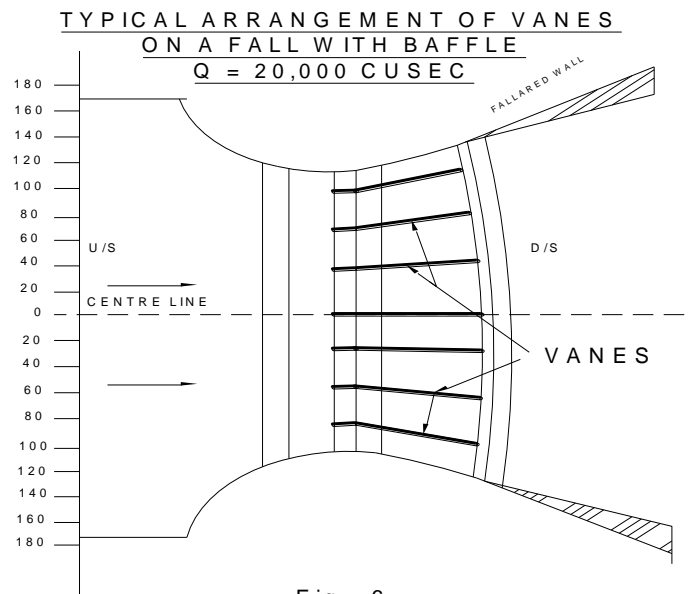 TYPICAL ARRANGEMENT OF VANES
ON A FALL WITH BAFFLE
Q = 20,000 CUSEC
FALLARED WALL
180
160
140
120
100
80
60
40
20
0
20
40
60
80
100
120
140
160
180
U/S
D/S
CENTRE LINE
VANES